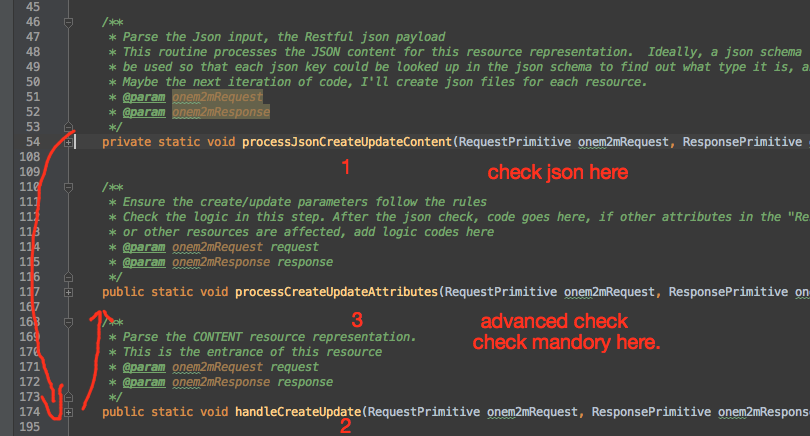 45
46 /**
47 * Parse the Json input, the Restful json payload
48 * This routine processes the JSON content for this resource representation. Ideally, a json schema
49 * be used so that each json key could be looked up in the json schema to find out what type it is, a
50 * Maybe the next iteration of code, I'll create json files for each resource.
51 * @param onem2mRequest
52 * @param onem2mResponse
53 */
54 private static void processJsonCreateUpdateContent(RequestPrimitive onem2mRequest, ResponsePrimitive
108 1
109 check json here
110 /**
111 * Ensure the create/update parameters follow the rules
112 * Check the logic in this step. After the json check, code goes here, if other attributes in the "Re
113 * or other resources are affected, add logic codes here
114 * @param onem2mRequest request
115 * @param onem2mResponse response
116 */
117 public static void processCreateUpdateAttributes(RequestPrimitive onem2mRequest, ResponsePrimitive on
167 3 advanced check
168 /**
169 * Parse the CONTENT resource representation. check mandory here.
170 * This is the entrance of this resource
171 * @param onem2mRequest request
172 * @param onem2mResponse response
173 */
174 public static void handleCreateUpdate(RequestPrimitive onem2mRequest, ResponsePrimitive onem2mRespon
195 2